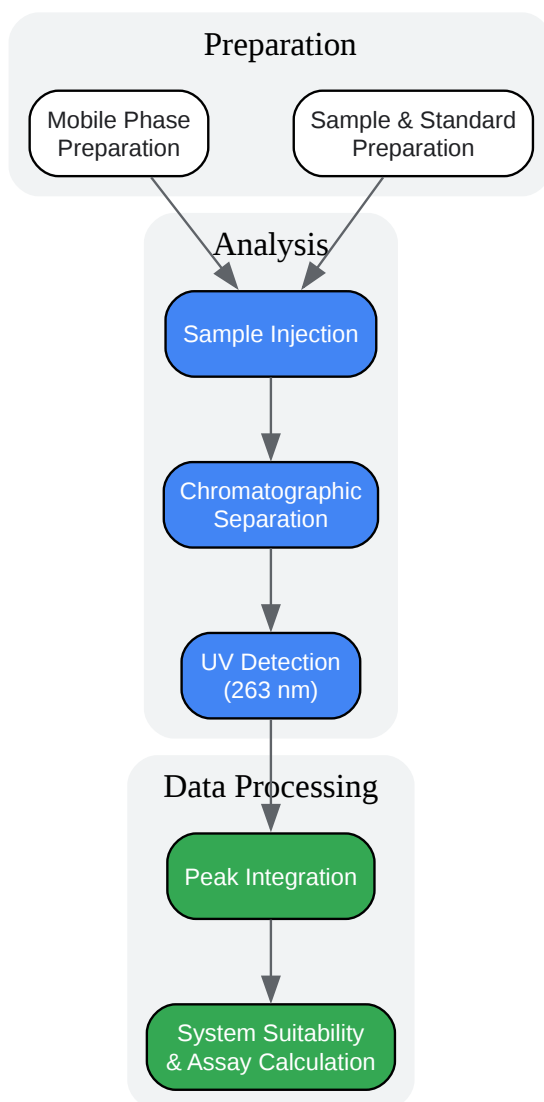 Preparation
Mobile Phase
Preparation
Sample & Standard
Preparation
Analysis
Sample Injection
Chromatographic
Separation
UV Detection
(263 nm)
Data Processing
Peak Integration
System Suitability
& Assay Calculation